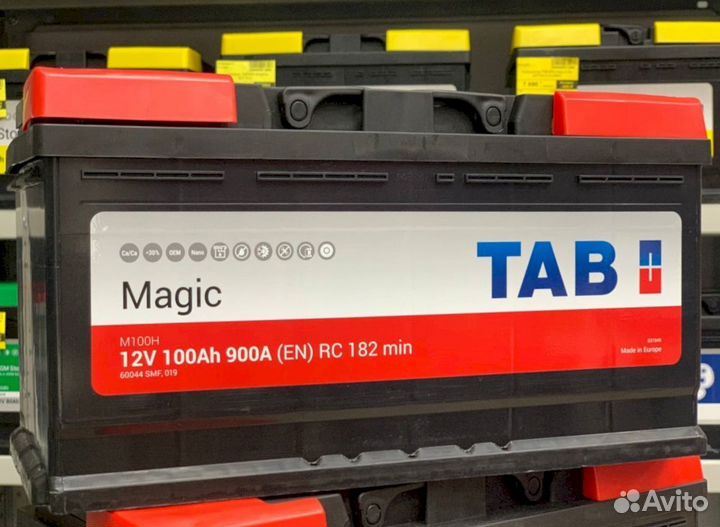 Ca/Ca +30% OEM Nano
TAB
Magic
M100H
12V 100Ah 900A (EN) RC 182 min
60044 SMF, 019
Made in Europe
Avito